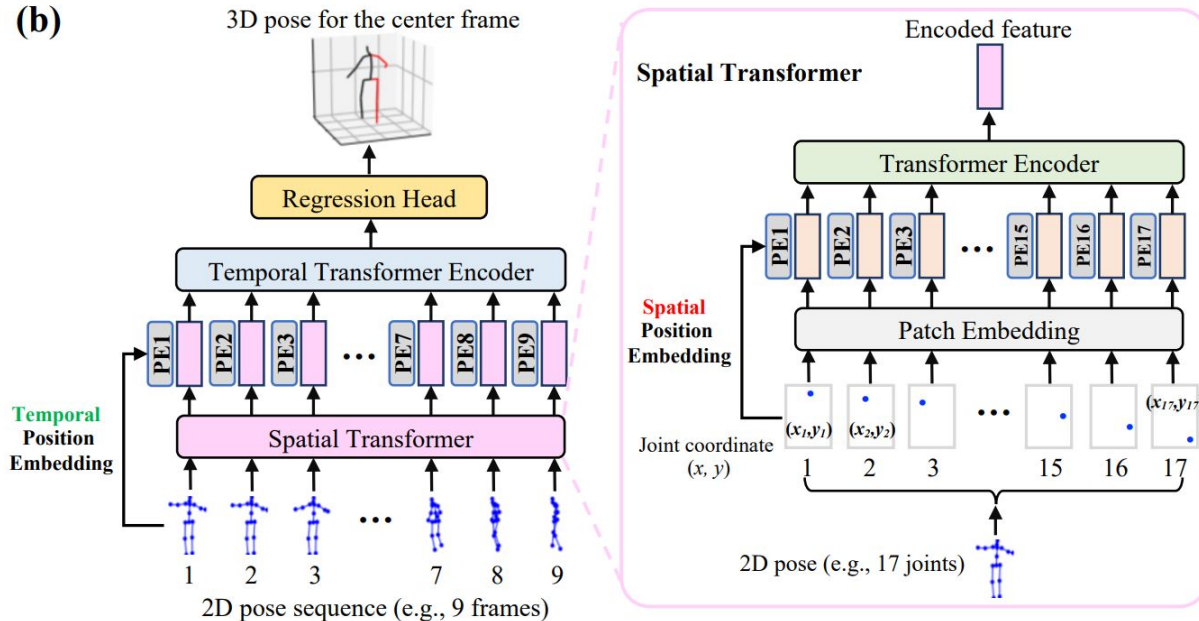 (b)
3D pose for the center frame
Regression Head
Temporal Transformer Encoder
PE1 PE2 PE3 ... PE7 PE8 PE9
Temporal
Position
Embedding
Spatial Transformer
1 2 3 ... 7 8 9
2D pose sequence (e.g., 9 frames)
Encoded feature
Spatial Transformer
Transformer Encoder
PE1 PE2 PE3 ... PE15 PE16 PE17
Spatial
Position
Embedding
Patch Embedding
(x1,y1) (x2,y2) ... (x17,y17)
Joint coordinate
(x, y)
1 2 3 15 16 17
2D pose (e.g., 17 joints)